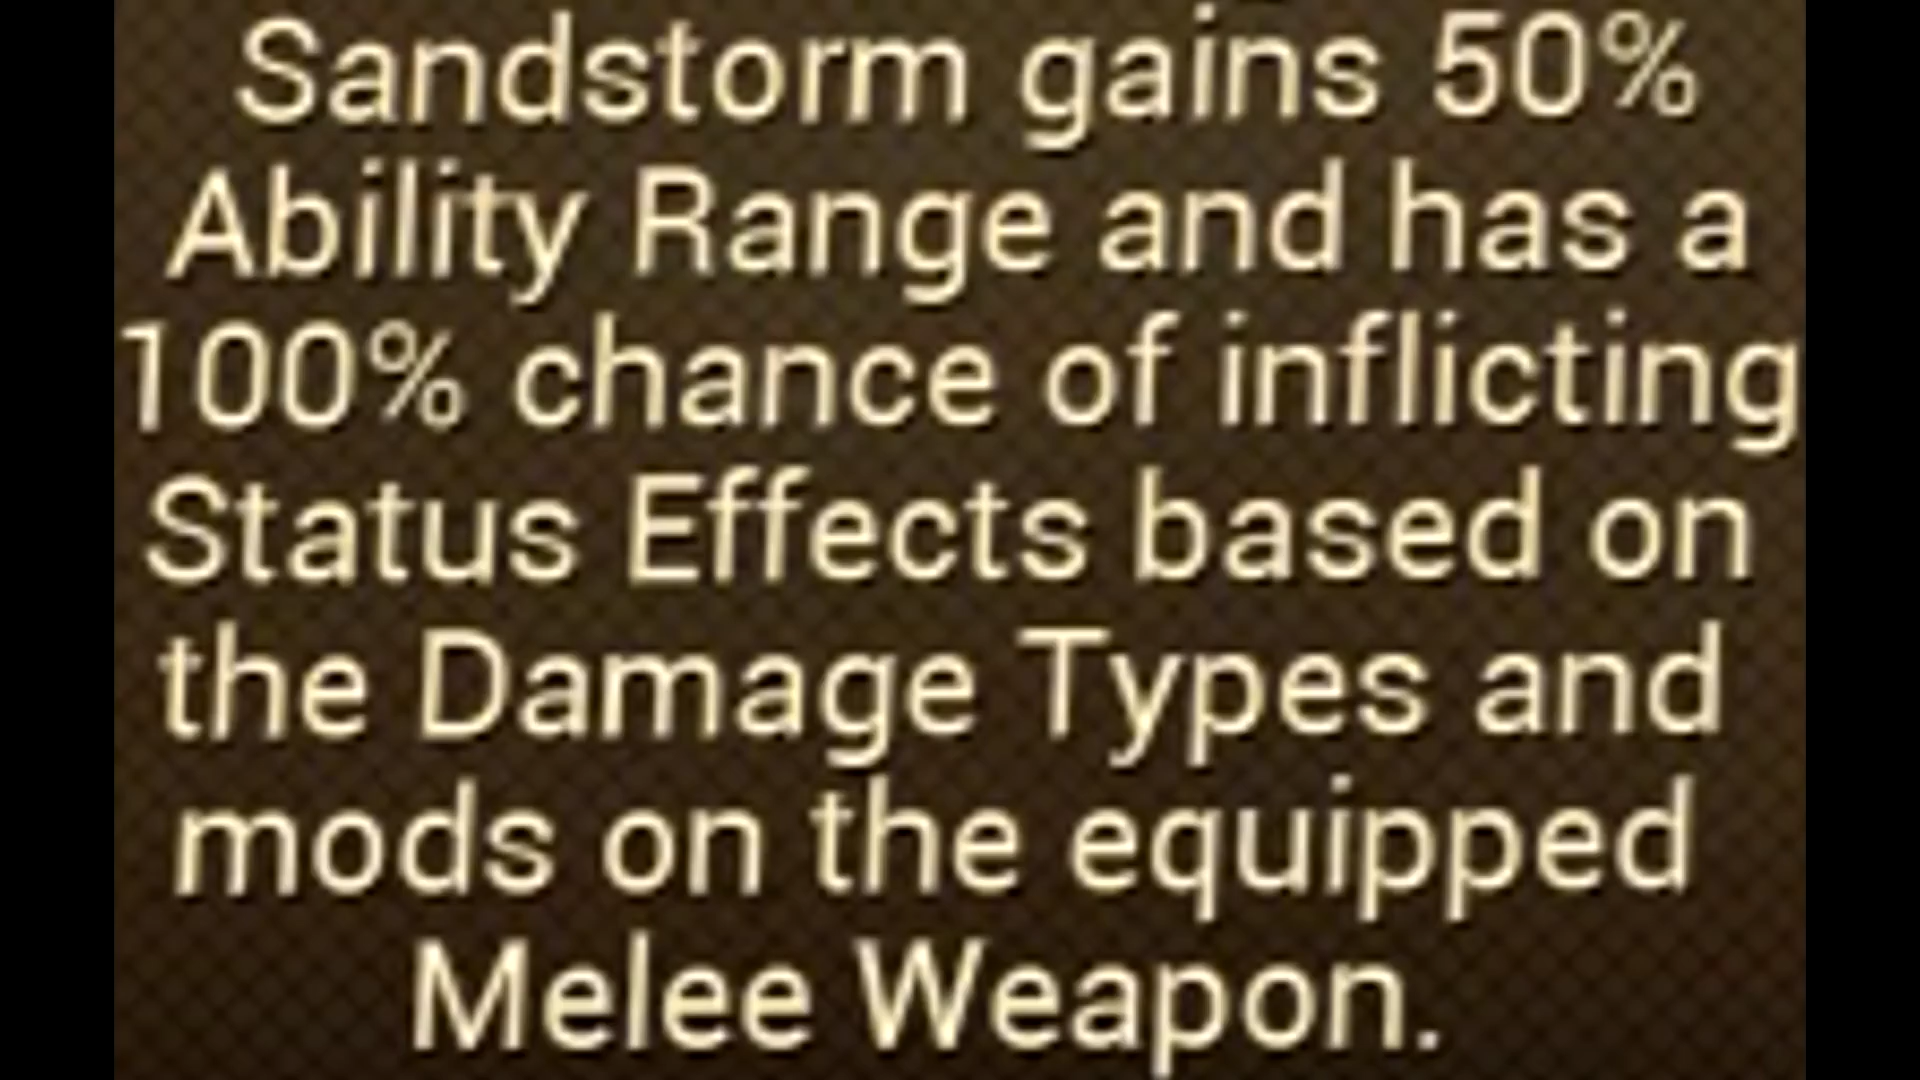 Sandstorm gains 50%
Ability Range and has a
100% chance of inflicting
Status Effects based on
the Damage Types and
mods on the equipped
Melee Weapon.